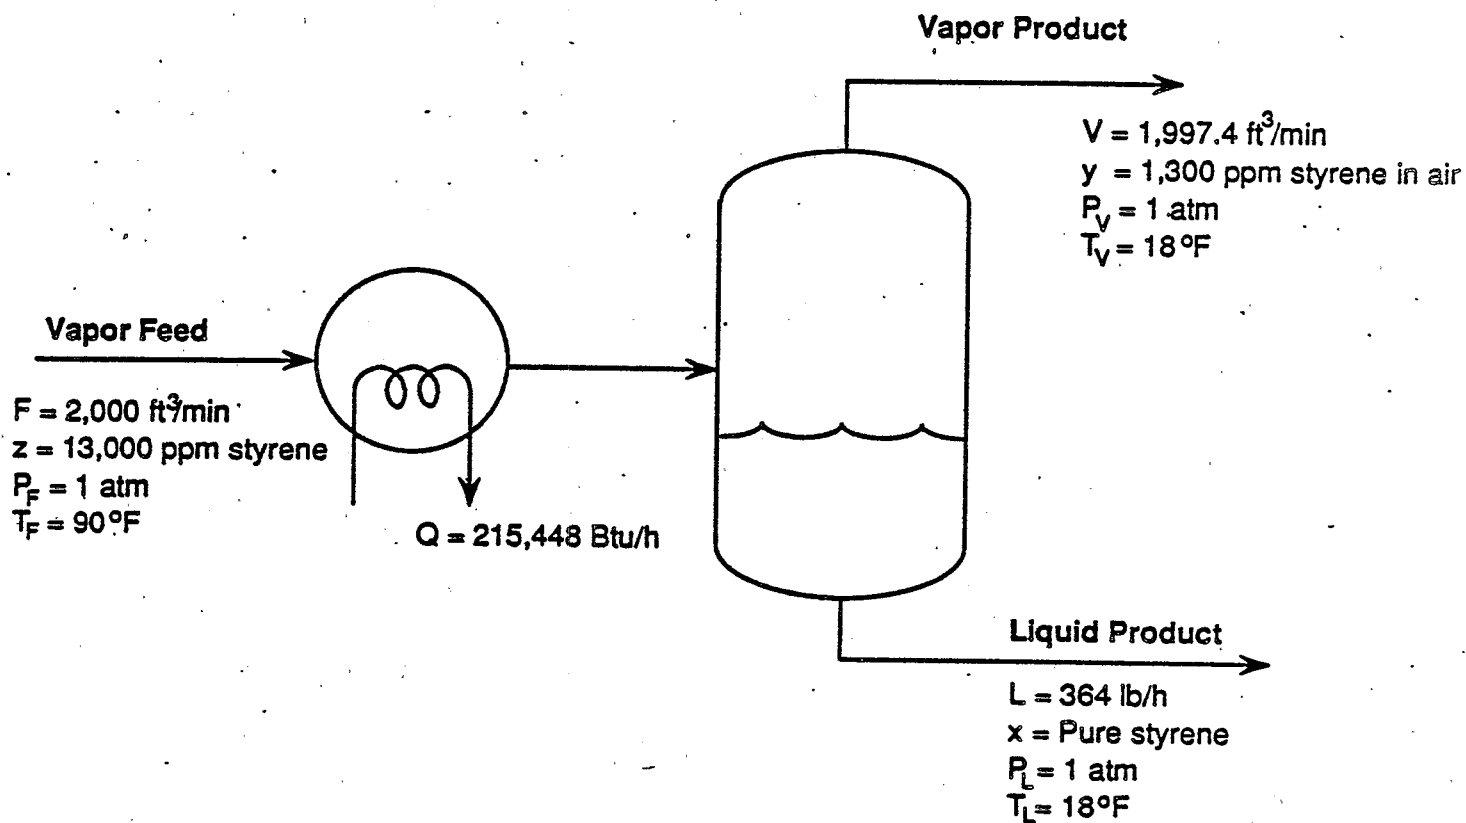 Vapor Product
V = 1,997.4 ft³/min
y = 1,300 ppm styrene in air
P_V = 1 atm
T_V = 18°F
Vapor Feed
F = 2,000 ft³/min
z = 13,000 ppm styrene
P_F = 1 atm
T_F = 90°F
Q = 215,448 Btu/h
Liquid Product
L = 364 lb/h
x = Pure styrene
P_L = 1 atm
T_L = 18°F